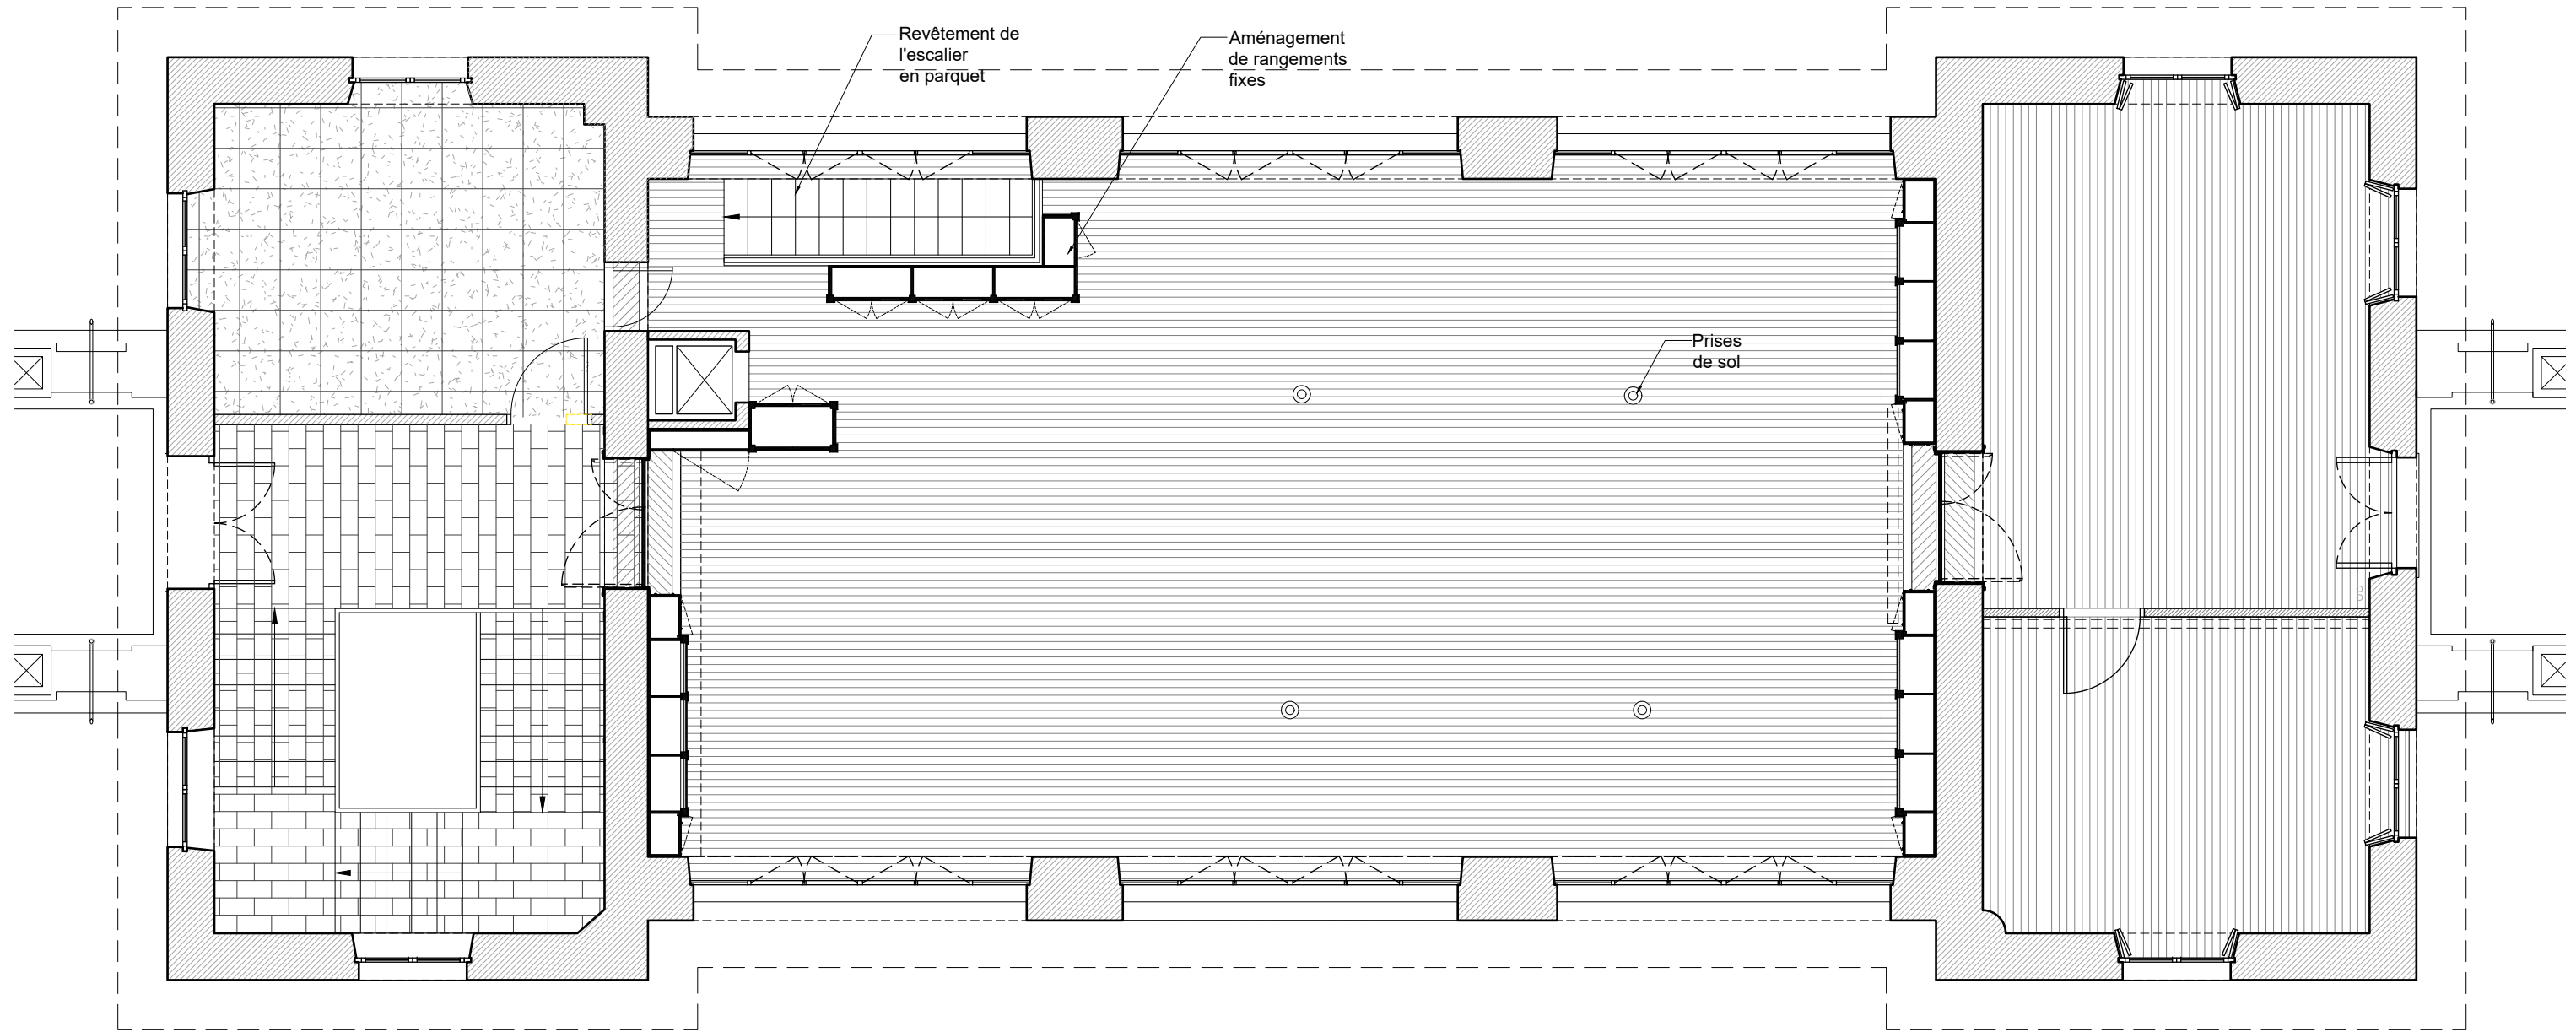 Revêtement de
l'escalier
en parquet
Aménagement
de rangements
fixes
Prises
de sol